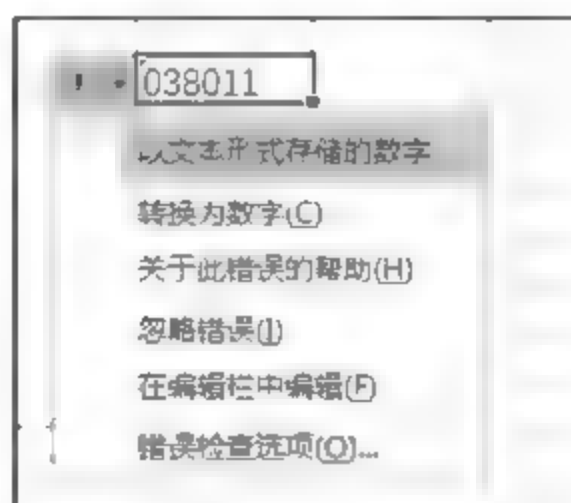 038011
以文本形式存储的数字
转换为数字(C)
关于此错误的帮助(H)
忽略错误(I)
在编辑栏中编辑(F)
错误检查选项(O)...